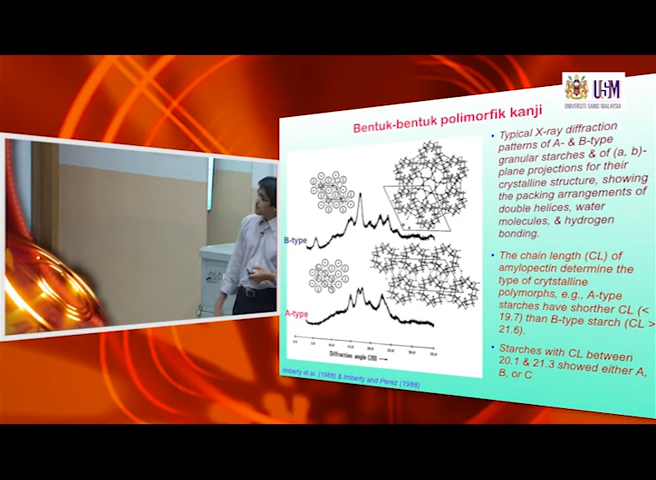 USM
UNIVERSITI SAINS MALAYSIA
Bentuk-bentuk polimorfik kanji
• Typical X-ray diffraction
patterns of A- & B-type
granular starches & of (a, b)-
plane projections for their
crystalline structure, showing
the packing arrangements of
double helices, water
molecules, & hydrogen
bonding.
• The chain length (CL) of
amylopectin determine the
type of crytstalline
polymorphs, e.g., A-type
starches have shorther CL (<
19.7) than B-type starch (CL >
21.6).
• Starches with CL between
20.1 & 21.3 showed either A,
B, or C
B-type
A-type
Diffraction angle
Imberty et al. (1988) & Imberty and Perez (1988)